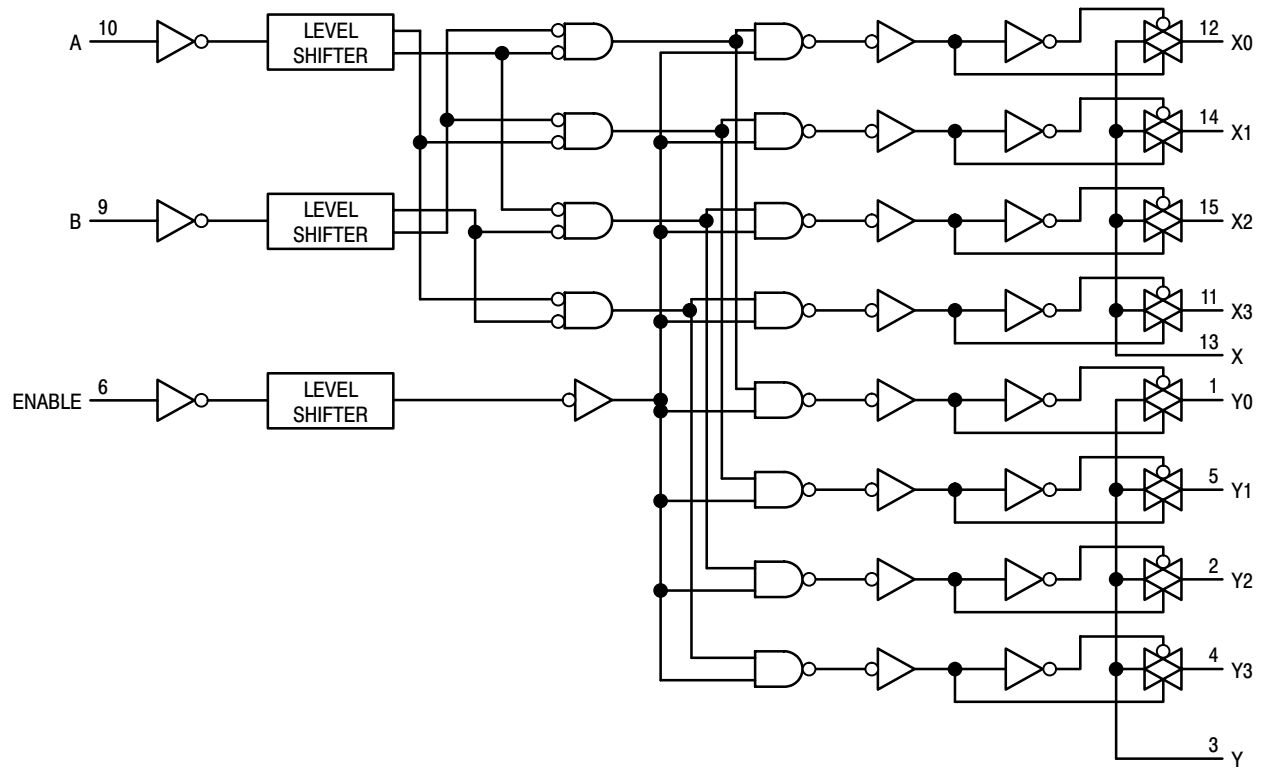 A
10
LEVEL
SHIFTER
12
X0
14
X1
B
9
LEVEL
SHIFTER
15
X2
11
X3
13
X
ENABLE
6
LEVEL
SHIFTER
1
Y0
5
Y1
2
Y2
4
Y3
3
Y